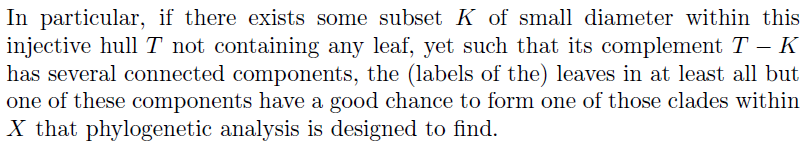 In particular, if there exists some subset K of small diameter within this
injective hull T not containing any leaf, yet such that its complement T − K
has several connected components, the (labels of the) leaves in at least all but
one of these components have a good chance to form one of those clades within
X that phylogenetic analysis is designed to find.